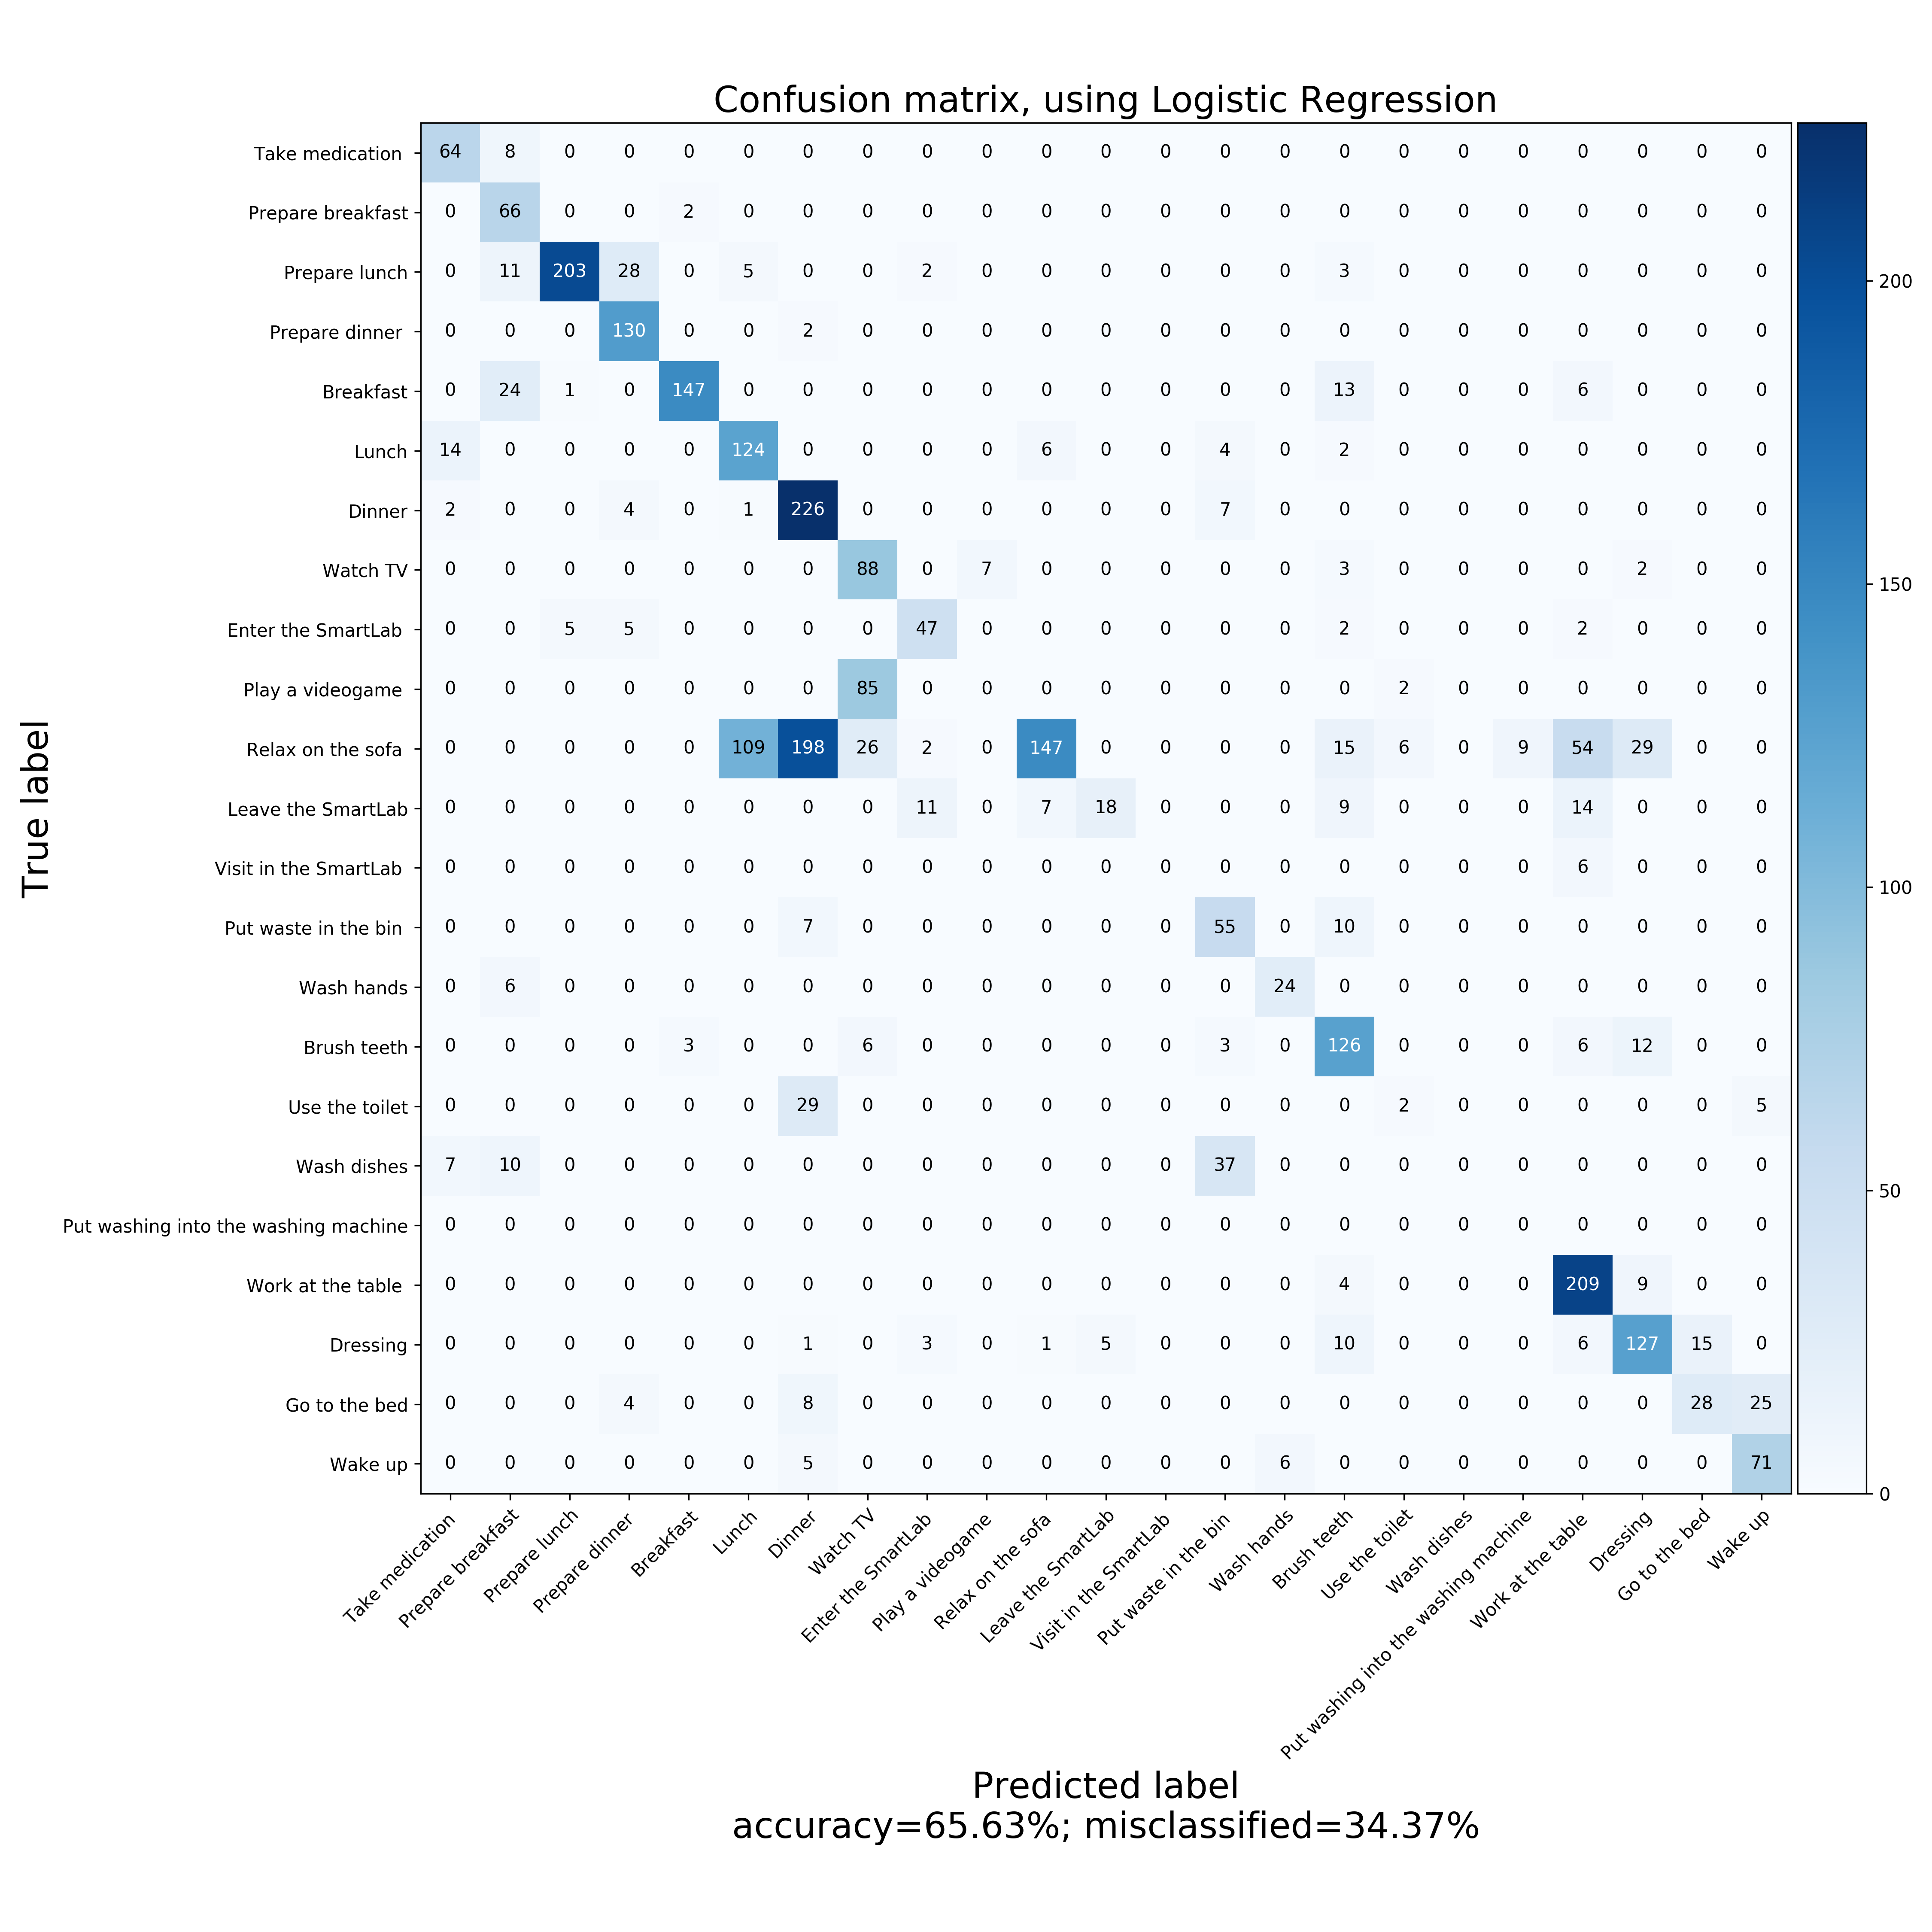 Confusion matrix, using Logistic Regression
True label
Take medication 64 8 0 0 0 0 0 0 0 0 0 0 0 0 0 0 0 0 0 0 0 0 0
Prepare breakfast 0 66 0 0 2 0 0 0 0 0 0 0 0 0 0 0 0 0 0 0 0 0 0
Prepare lunch 0 11 203 28 0 5 0 0 2 0 0 0 0 0 0 3 0 0 0 0 0 0 0
Prepare dinner 0 0 0 130 0 0 2 0 0 0 0 0 0 0 0 0 0 0 0 0 0 0 0
Breakfast 0 24 1 0 147 0 0 0 0 0 0 0 0 0 0 13 0 0 0 6 0 0 0
Lunch 14 0 0 0 0 124 0 0 0 0 6 0 0 4 0 2 0 0 0 0 0 0 0
Dinner 2 0 0 4 0 1 226 0 0 0 0 0 0 7 0 0 0 0 0 0 0 0 0
Watch TV 0 0 0 0 0 0 0 88 0 7 0 0 0 0 0 3 0 0 0 0 2 0 0
Enter the SmartLab 0 0 5 5 0 0 0 0 47 0 0 0 0 0 0 2 0 0 0 2 0 0 0
Play a videogame 0 0 0 0 0 0 0 85 0 0 0 0 0 0 0 0 2 0 0 0 0 0 0
Relax on the sofa 0 0 0 0 0 109 198 26 2 0 147 0 0 0 0 15 6 0 9 54 29 0 0
Leave the SmartLab 0 0 0 0 0 0 0 0 11 0 7 18 0 0 0 9 0 0 0 14 0 0 0
Visit in the SmartLab 0 0 0 0 0 0 0 0 0 0 0 0 0 0 0 0 0 0 0 6 0 0 0
Put waste in the bin 0 0 0 0 0 0 7 0 0 0 0 0 0 55 0 10 0 0 0 0 0 0 0
Wash hands 0 6 0 0 0 0 0 0 0 0 0 0 0 0 24 0 0 0 0 0 0 0 0
Brush teeth 0 0 0 0 3 0 0 6 0 0 0 0 0 3 0 126 0 0 0 6 12 0 0
Use the toilet 0 0 0 0 0 0 29 0 0 0 0 0 0 0 0 0 2 0 0 0 0 0 5
Wash dishes 7 10 0 0 0 0 0 0 0 0 0 0 0 37 0 0 0 0 0 0 0 0 0
Put washing into the washing machine 0 0 0 0 0 0 0 0 0 0 0 0 0 0 0 0 0 0 0 0 0 0 0
Work at the table 0 0 0 0 0 0 0 0 0 0 0 0 0 0 0 4 0 0 0 209 9 0 0
Dressing 0 0 0 0 0 0 1 0 3 0 1 5 0 0 0 10 0 0 0 6 127 15 0
Go to the bed 0 0 0 4 0 0 8 0 0 0 0 0 0 0 0 0 0 0 0 0 0 28 25
Wake up 0 0 0 0 0 0 5 0 0 0 0 0 0 0 6 0 0 0 0 0 0 0 71
200
150
100
50
0
Take medication
Prepare breakfast
Prepare lunch
Prepare dinner
Breakfast
Lunch
Dinner
Watch TV
Enter the SmartLab
Play a videogame
Relax on the sofa
Leave the SmartLab
Visit in the SmartLab
Put waste in the bin
Wash hands
Brush teeth
Use the toilet
Wash dishes
Put washing into the washing machine
Work at the table
Dressing
Go to the bed
Wake up
Predicted label
accuracy=65.63%; misclassified=34.37%